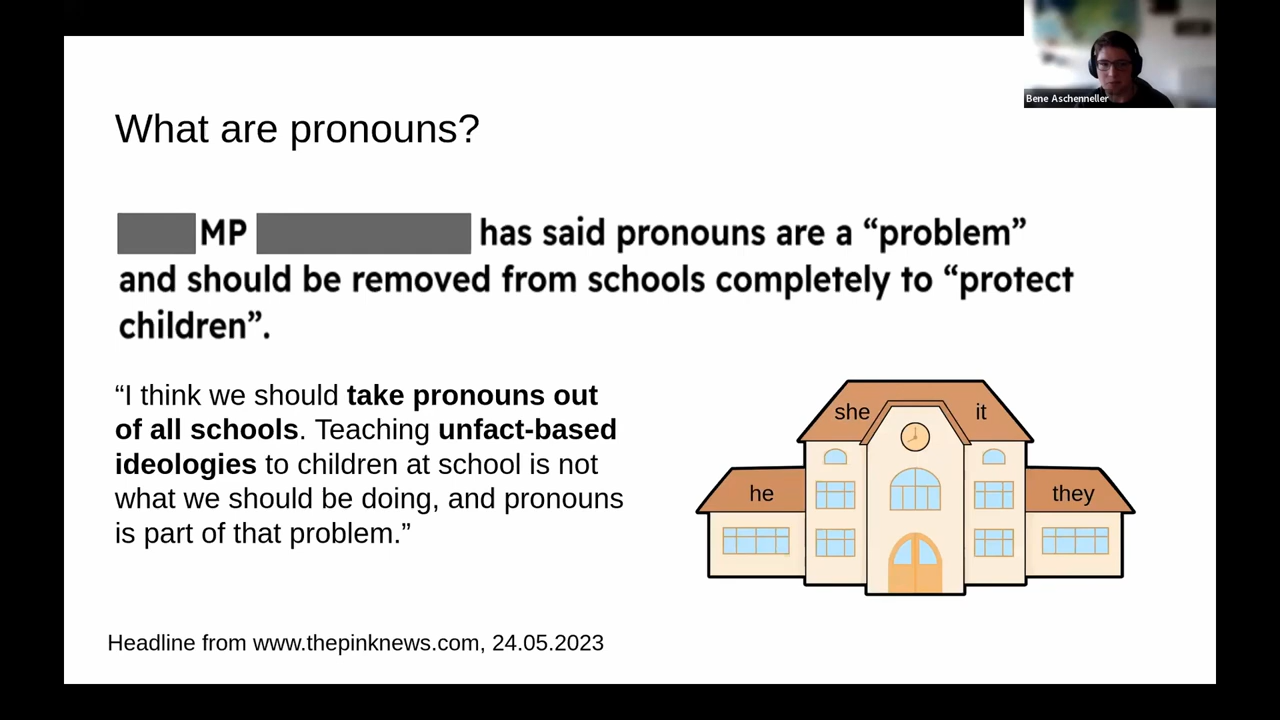 Bene Aschenneller
What are pronouns?
MP has said pronouns are a “problem”
and should be removed from schools completely to “protect
children”.
“I think we should take pronouns out
of all schools. Teaching unfact-based
ideologies to children at school is not
what we should be doing, and pronouns
is part of that problem.”
she it
he they
Headline from www.thepinknews.com, 24.05.2023